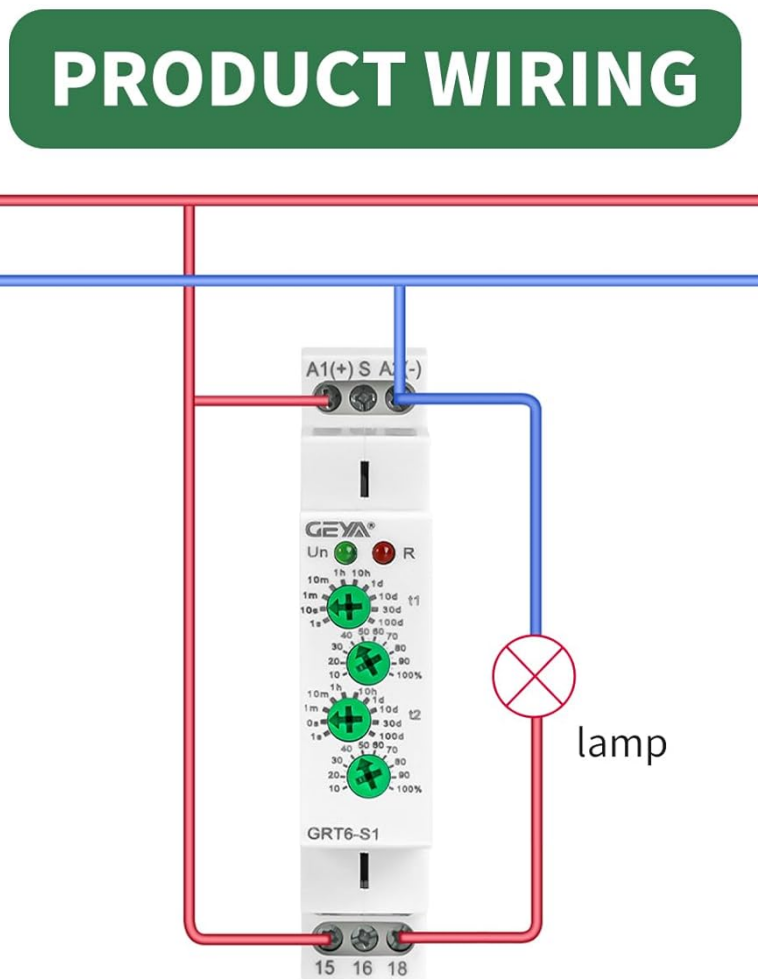 PRODUCT WIRING
A1(+) S A2(-)
GEYA®
Un R
1h 10h
10m 1d
1m 10d t1
10s 30d
1s 100d
40 50 60 70
30 80
20 90
10 100%
1h 10h
10m 1d
1m 10d t2
0s 30d
1s 100d
40 50 60 70
30 80
20 90
10 100%
lamp
GRT6-S1
15 16 18